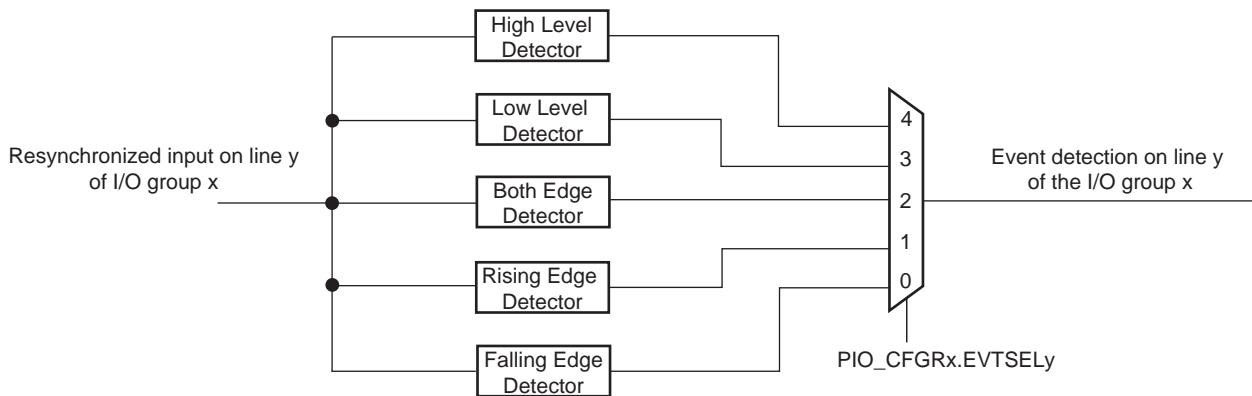 High Level
Detector
Low Level
Detector
4
3
Resynchronized input on line y
of I/O group x
Event detection on line y
of the I/O group x
Both Edge
Detector
2
1
Rising Edge
Detector
0
Falling Edge
Detector
PIO_CFGRx.EVTSELy